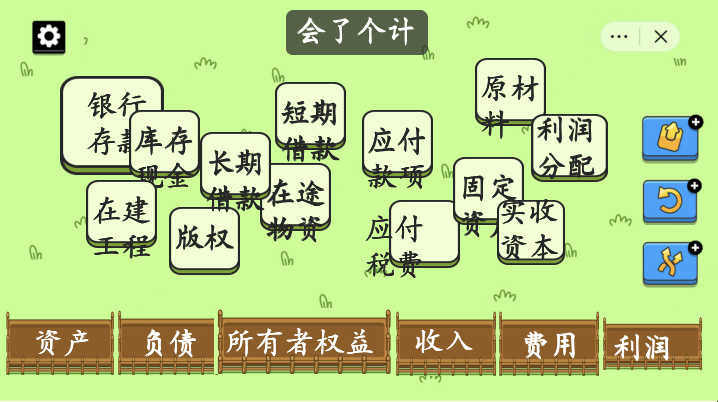 会了个计
银行
存款
库存
现金
长期
借款
短期
借款
应付
款项
原材
料
利润
分配
在建
工程
版权
在途
物资
应付
税费
固定
资产
实收
资本
资产
负债
所有者权益
收入
费用
利润